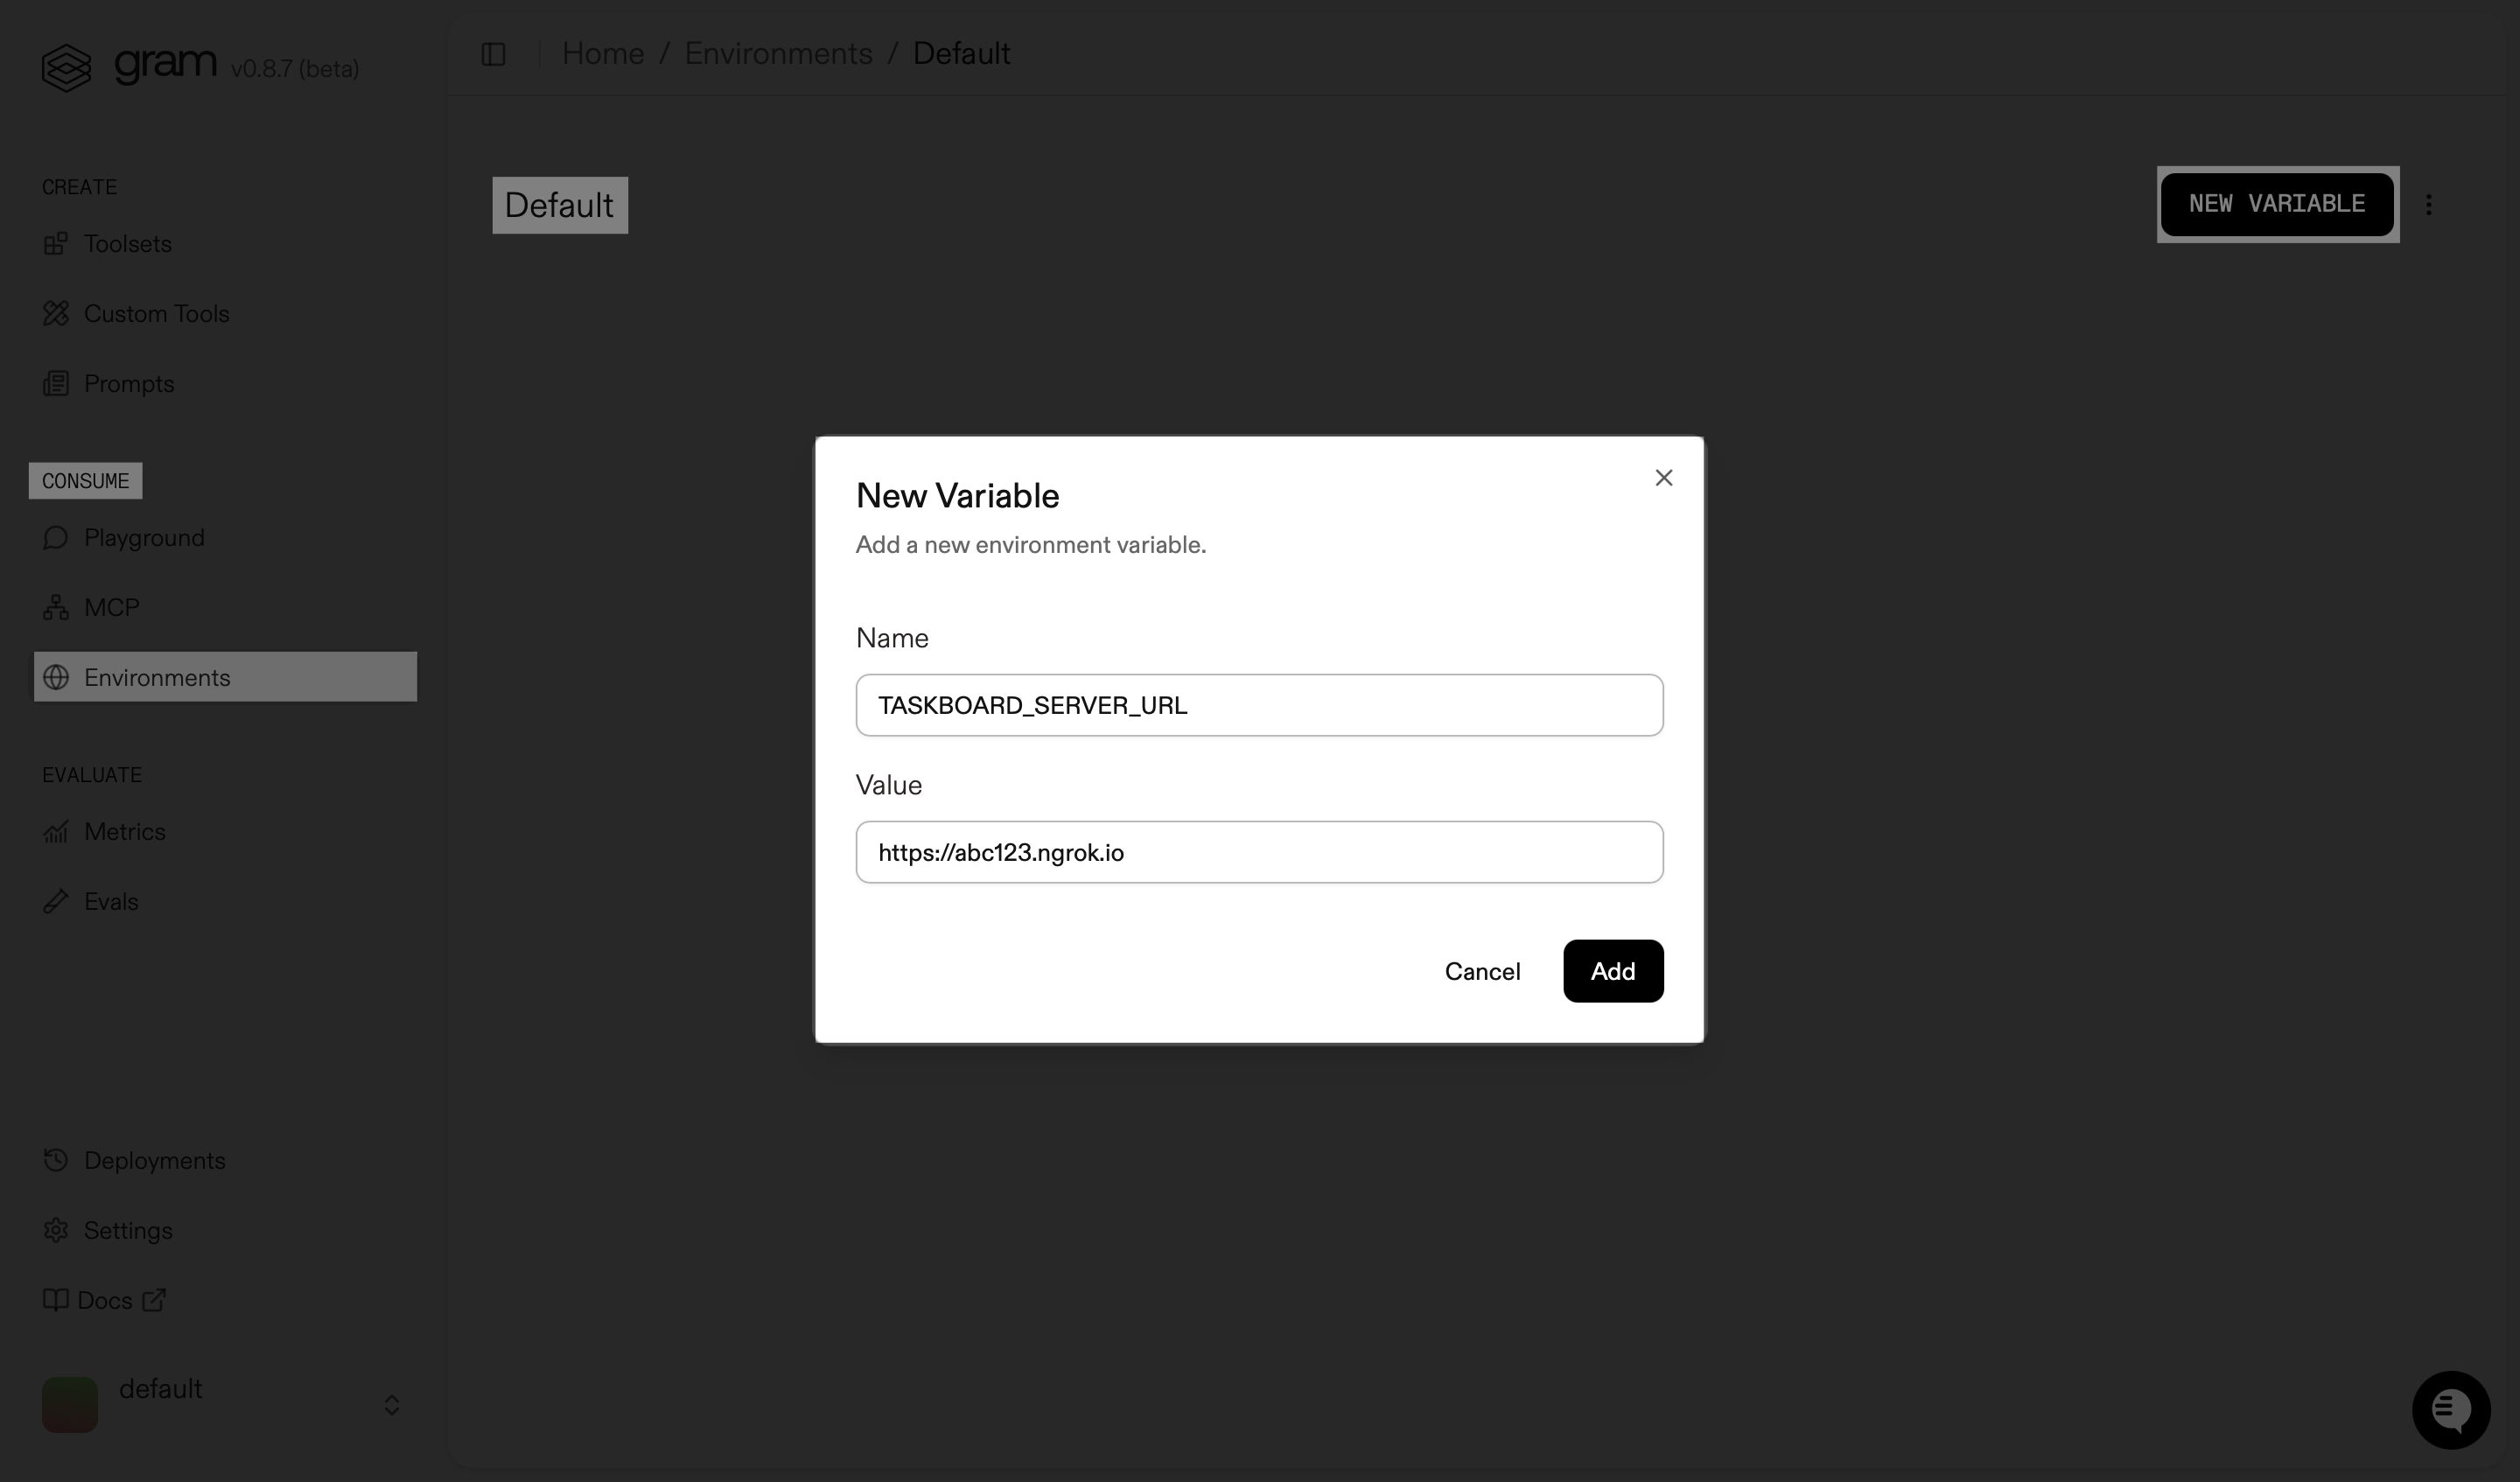 gram v0.8.7 (beta)
Home / Environments / Default
CREATE
Toolsets
Custom Tools
Prompts
CONSUME
Playground
MCP
Environments
EVALUATE
Metrics
Evals
Deployments
Settings
Docs
default
Default
NEW VARIABLE
New Variable
Add a new environment variable.
Name
TASKBOARD_SERVER_URL
Value
https://abc123.ngrok.io
Cancel
Add